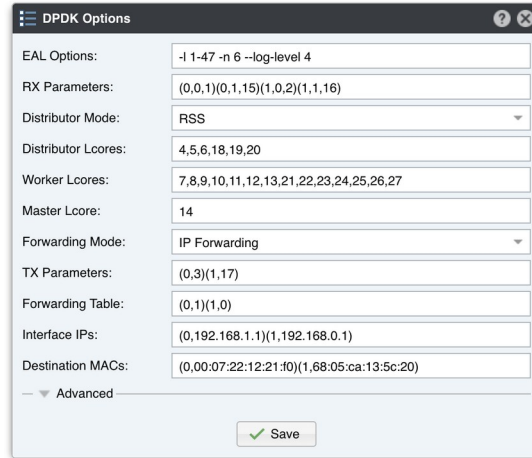 DPDK Options
EAL Options: -l 1-47 -n 6 --log-level 4
RX Parameters: (0,0,1)(0,1,15)(1,0,2)(1,1,16)
Distributor Mode: RSS
Distributor Lcores: 4,5,6,18,19,20
Worker Lcores: 7,8,9,10,11,12,13,21,22,23,24,25,26,27
Master Lcore: 14
Forwarding Mode: IP Forwarding
TX Parameters: (0,3)(1,17)
Forwarding Table: (0,1)(1,0)
Interface IPs: (0,192.168.1.1)(1,192.168.0.1)
Destination MACs: (0,00:07:22:12:21:f0)(1,68:05:ca:13:5c:20)
Advanced
Save